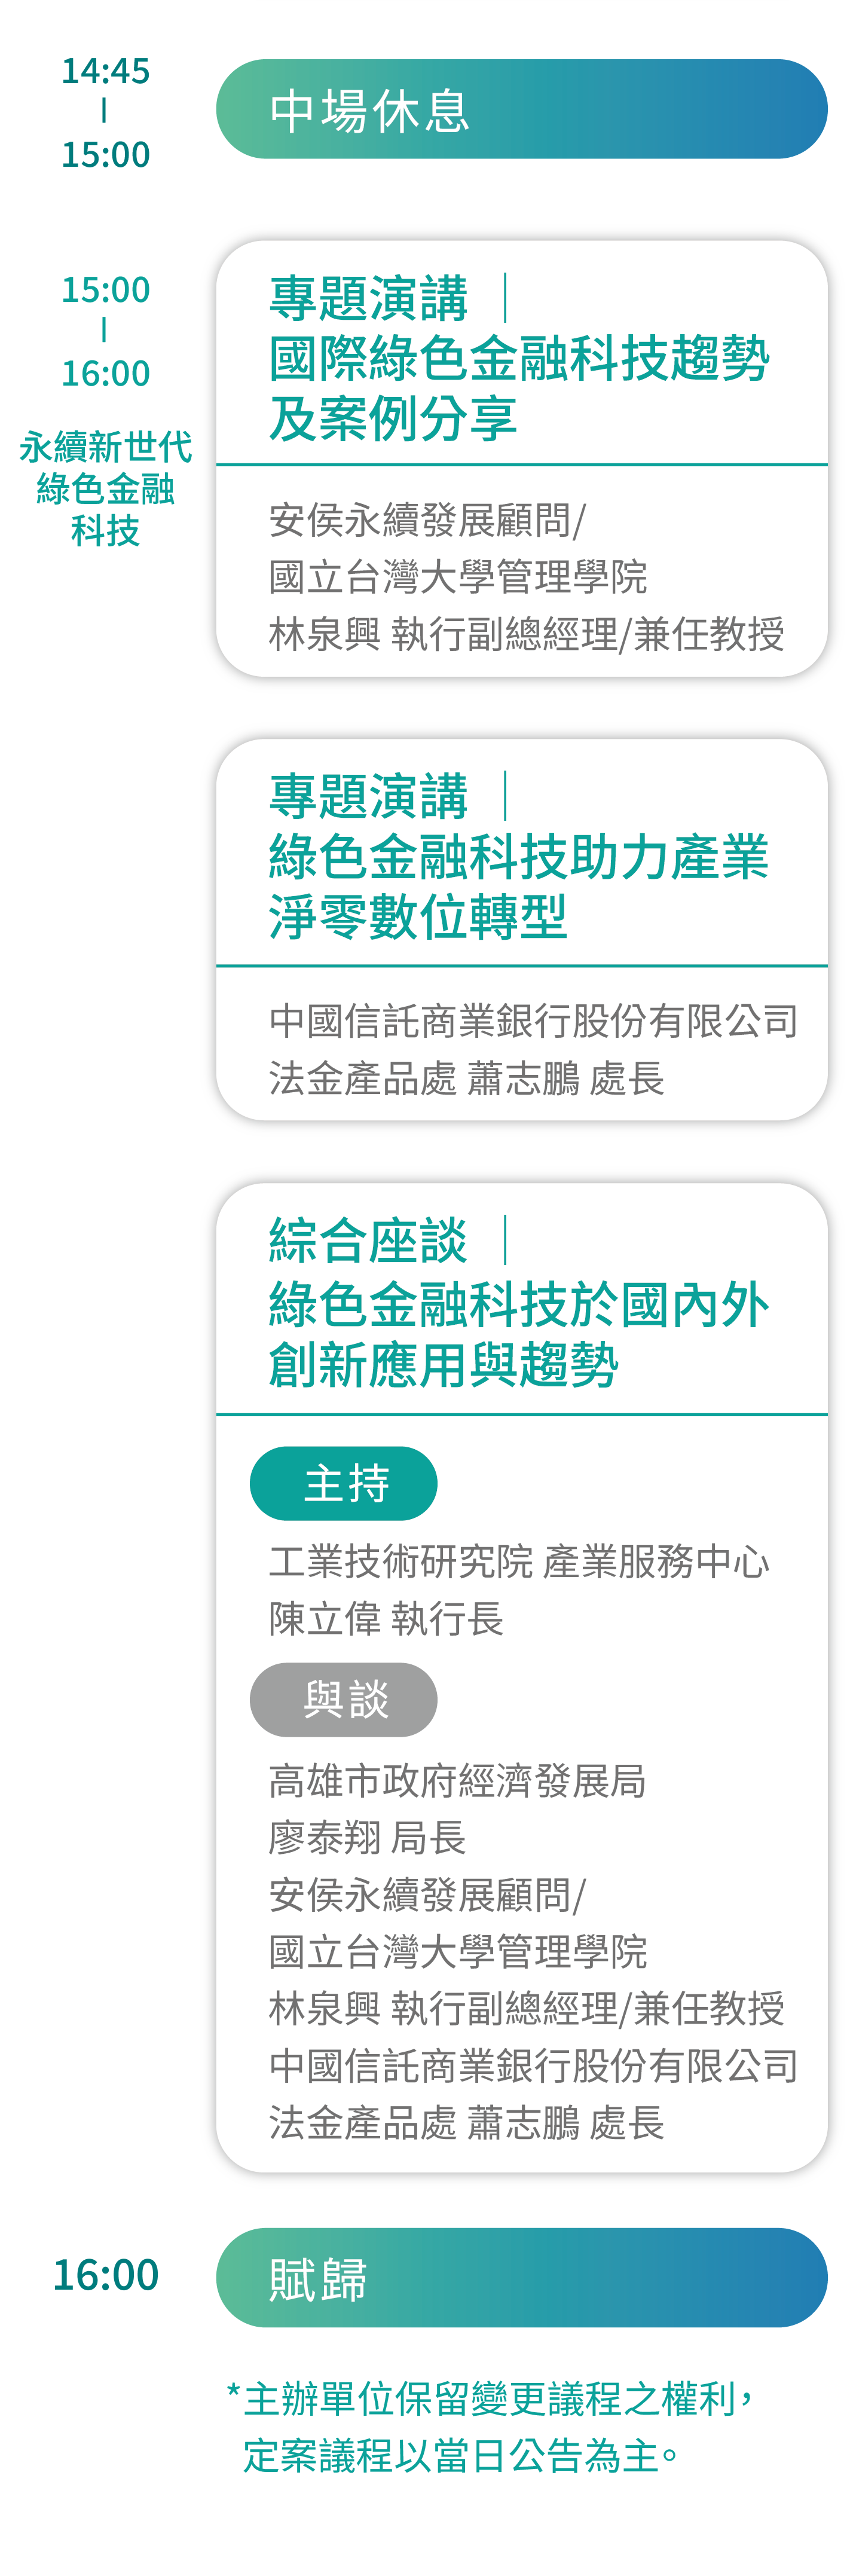 14:45
|
15:00
中場休息
15:00
|
16:00
永續新世代
綠色金融
科技
專題演講｜
國際綠色金融科技趨勢
及案例分享
安侯永續發展顧問/
國立台灣大學管理學院
林泉興 執行副總經理/兼任教授
專題演講｜
綠色金融科技助力產業
淨零數位轉型
中國信託商業銀行股份有限公司
法金產品處 蕭志鵬 處長
綜合座談｜
綠色金融科技於國內外
創新應用與趨勢
主持
工業技術研究院 產業服務中心
陳立偉 執行長
與談
高雄市政府經濟發展局
廖泰翔 局長
安侯永續發展顧問/
國立台灣大學管理學院
林泉興 執行副總經理/兼任教授
中國信託商業銀行股份有限公司
法金產品處 蕭志鵬 處長
16:00
賦歸
*主辦單位保留變更議程之權利，
定案議程以當日公告為主。